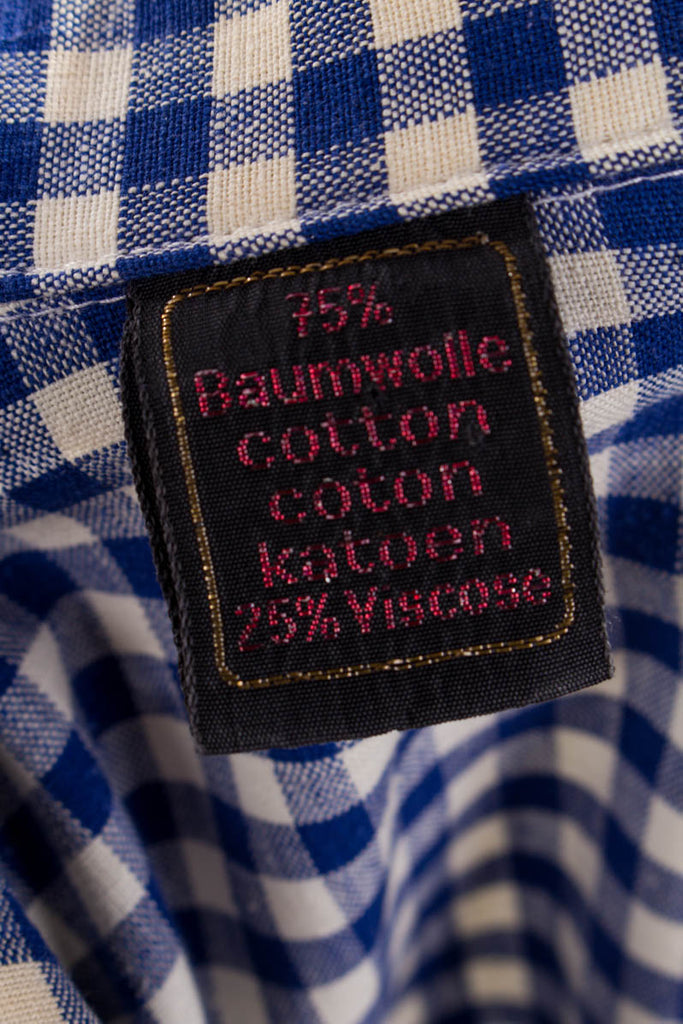 75%
Baumwolle
cotton
coton
katoen
25% Viscose